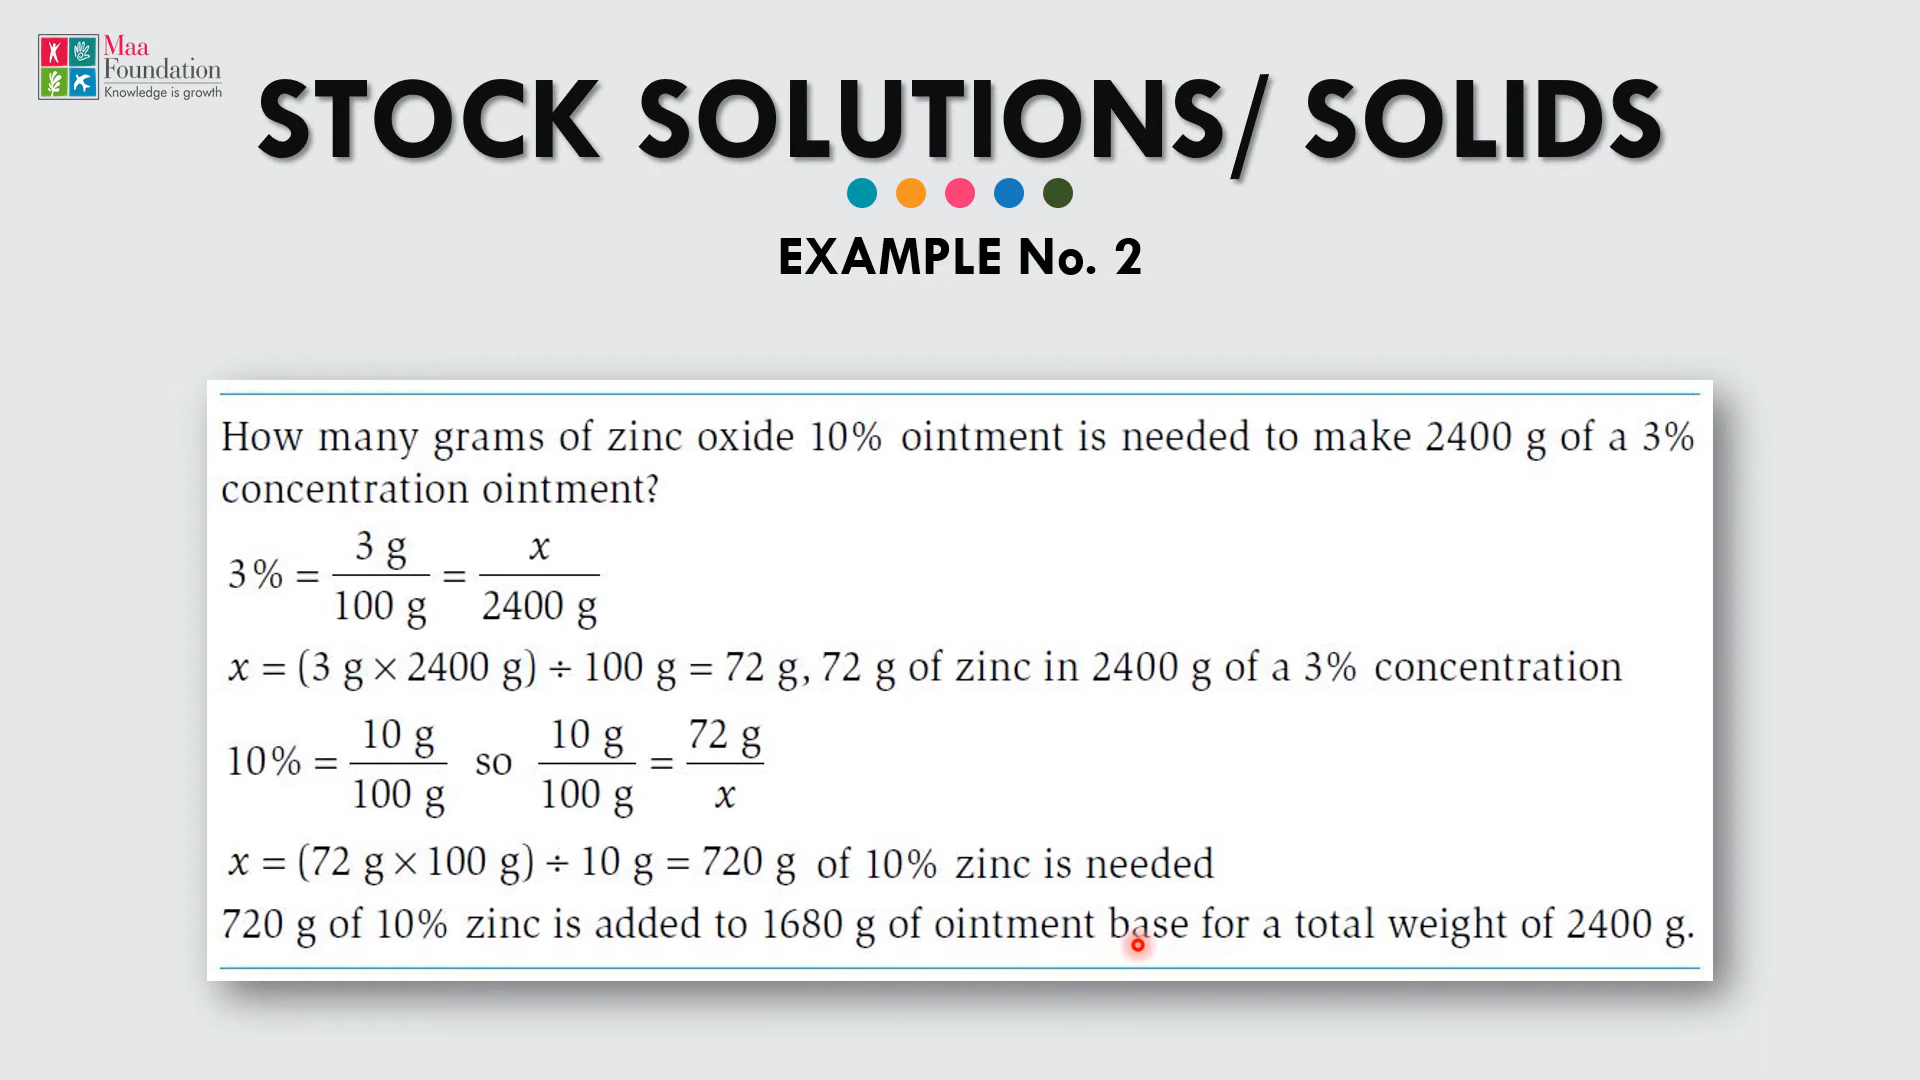 Maa
Foundation
Knowledge is growth
STOCK SOLUTIONS/ SOLIDS
EXAMPLE No. 2
How many grams of zinc oxide 10% ointment is needed to make 2400 g of a 3%
concentration ointment?
3% = 3 g / 100 g = x / 2400 g
x = (3 g × 2400 g) ÷ 100 g = 72 g, 72 g of zinc in 2400 g of a 3% concentration
10% = 10 g / 100 g so 10 g / 100 g = 72 g / x
x = (72 g × 100 g) ÷ 10 g = 720 g of 10% zinc is needed
720 g of 10% zinc is added to 1680 g of ointment base for a total weight of 2400 g.